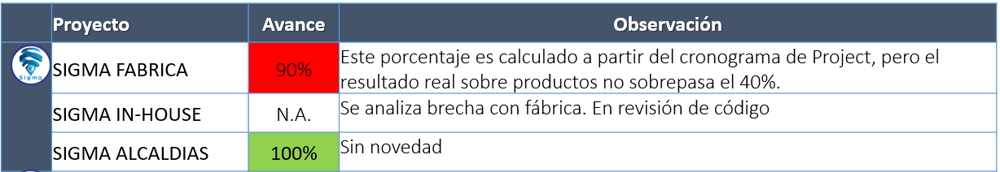 Proyecto Avance Observación
Sigma
SIGMA FABRICA 90% Este porcentaje es calculado a partir del cronograma de Project, pero el
resultado real sobre productos no sobrepasa el 40%.
SIGMA IN-HOUSE N.A. Se analiza brecha con fábrica. En revisión de código
SIGMA ALCALDIAS 100% Sin novedad